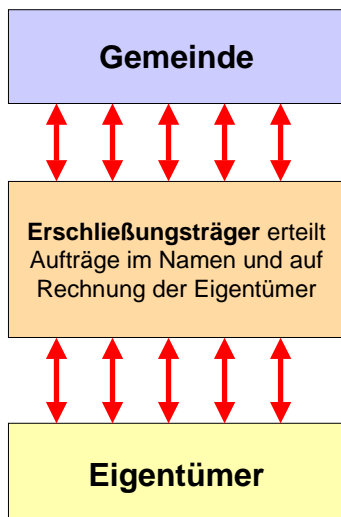 Gemeinde
Erschließungsträger erteilt
Aufträge im Namen und auf
Rechnung der Eigentümer
Eigentümer